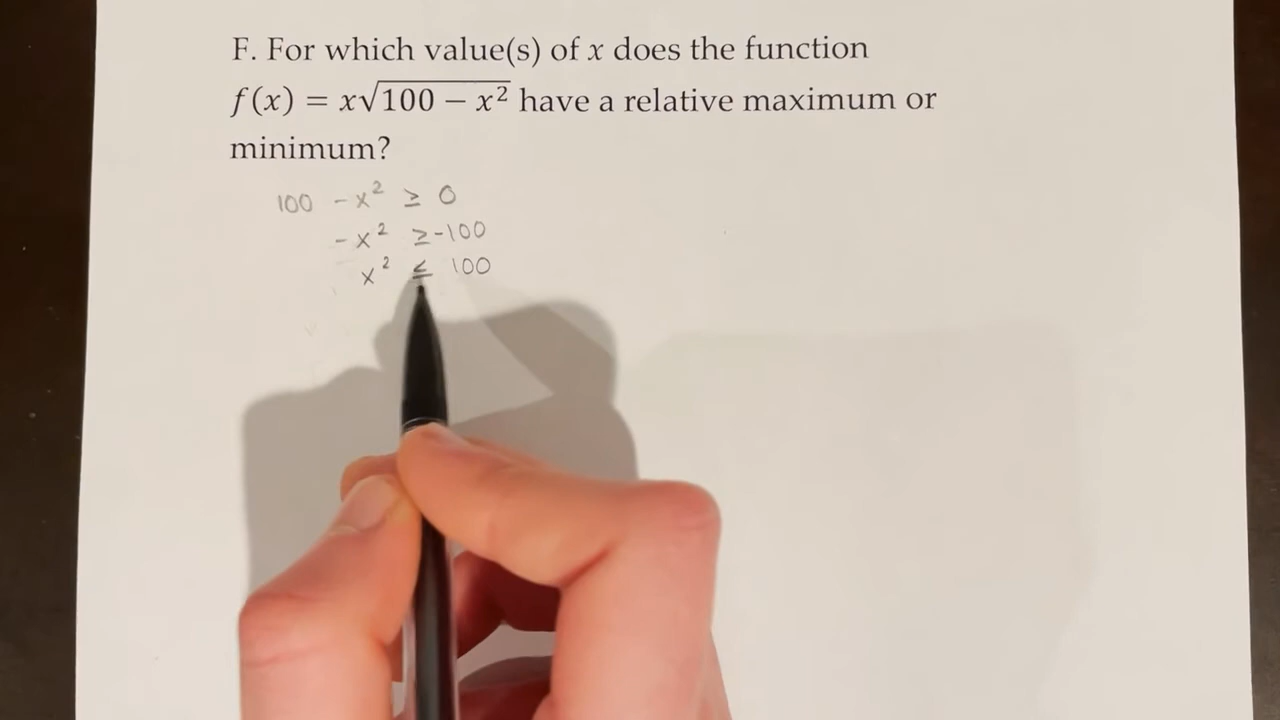 F. For which value(s) of x does the function
f(x) = x√(100 − x²) have a relative maximum or
minimum?
100 - x² ≥ 0
- x² ≥ -100
x² ≤ 100